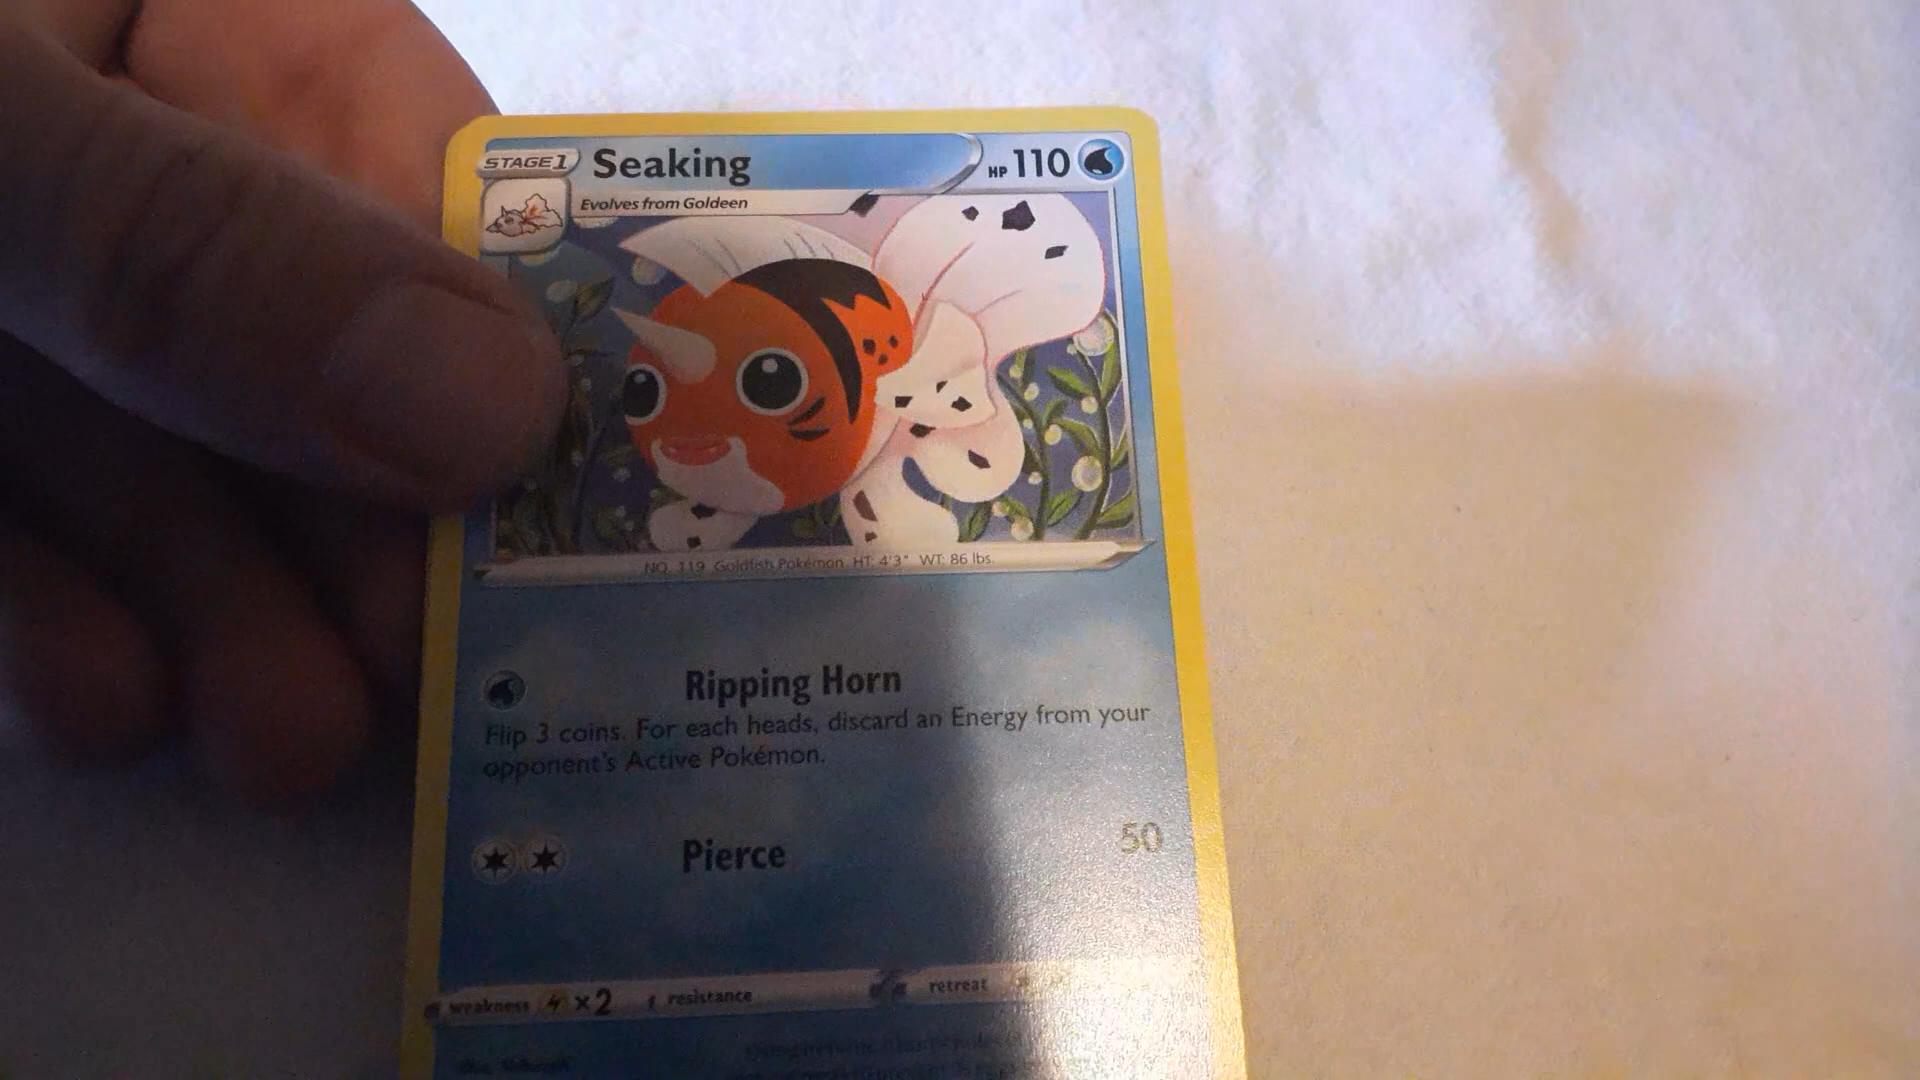 STAGE 1 Seaking HP 110
Evolves from Goldeen
NO. 119 Goldfish Pokémon HT: 4'3" WT: 86 lbs.
Ripping Horn
Flip 3 coins. For each heads, discard an Energy from your
opponent's Active Pokémon.
Pierce 50
weakness ×2 resistance retreat